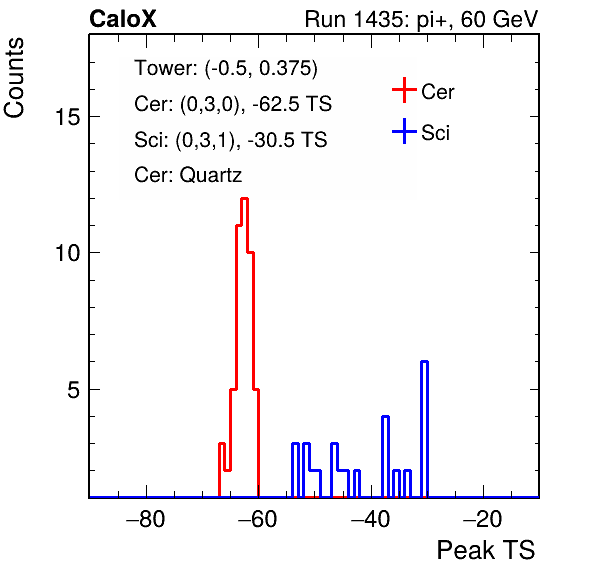 CaloX Run 1435: pi+, 60 GeV
Counts
Tower: (-0.5, 0.375)
Cer: (0,3,0), -62.5 TS
Sci: (0,3,1), -30.5 TS
Cer: Quartz
Cer
Sci
15
10
5
−80 −60 −40 −20
Peak TS